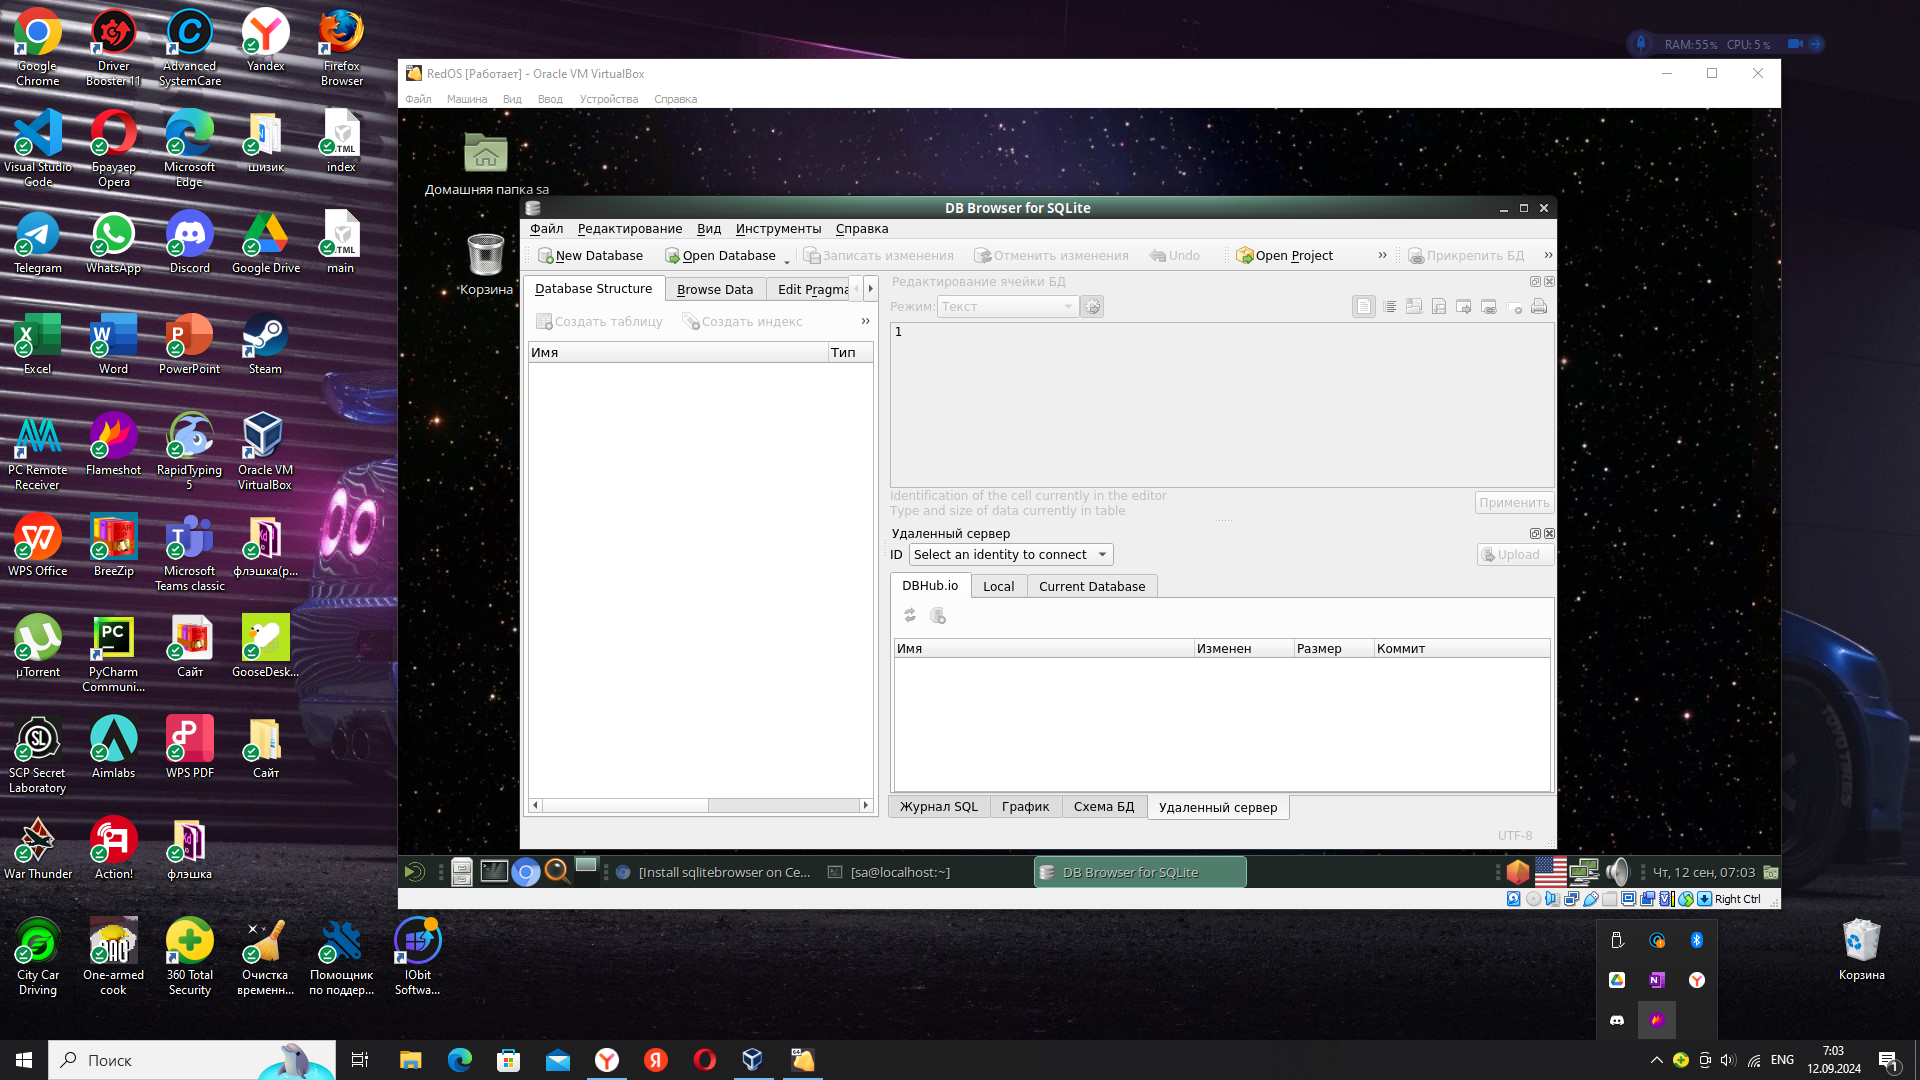 Google Chrome
Driver Booster 11
Advanced SystemCare
Yandex
Firefox Browser
Visual Studio Code
Браузер Opera
Microsoft Edge
шизик
index
Telegram
WhatsApp
Discord
Google Drive
main
Excel
Word
PowerPoint
Steam
PC Remote Receiver
Flameshot
RapidTyping 5
Oracle VM VirtualBox
WPS Office
BreeZip
Microsoft Teams classic
флэшка(р...
µTorrent
PyCharm Communi...
Сайт
GooseDesk...
SCP Secret Laboratory
Aimlabs
WPS PDF
Сайт
War Thunder
Action!
флэшка
City Car Driving
One-armed cook
360 Total Security
Очистка временн...
Помощник по поддер...
IObit Softwa...
RAM:55% CPU:5%
RedOS [Работает] - Oracle VM VirtualBox
Файл Машина Вид Ввод Устройства Справка
Домашняя папка sa
Корзина
DB Browser for SQLite
Файл Редактирование Вид Инструменты Справка
New Database Open Database Записать изменения Отменить изменения Undo Open Project » Прикрепить БД »
Database Structure Browse Data Edit Pragma
Создать таблицу Создать индекс »
Имя Тип
Редактирование ячейки БД
Режим: Текст
1
Identification of the cell currently in the editor
Type and size of data currently in table
Применить
Удаленный сервер
ID Select an identity to connect Upload
DBHub.io Local Current Database
Имя Изменен Размер Коммит
Журнал SQL График Схема БД Удаленный сервер
UTF-8
[Install sqlitebrowser on Ce... [sa@localhost:~] DB Browser for SQLite Чт, 12 сен, 07:03
Right Ctrl
Корзина
Поиск
ENG
7:03
12.09.2024
1